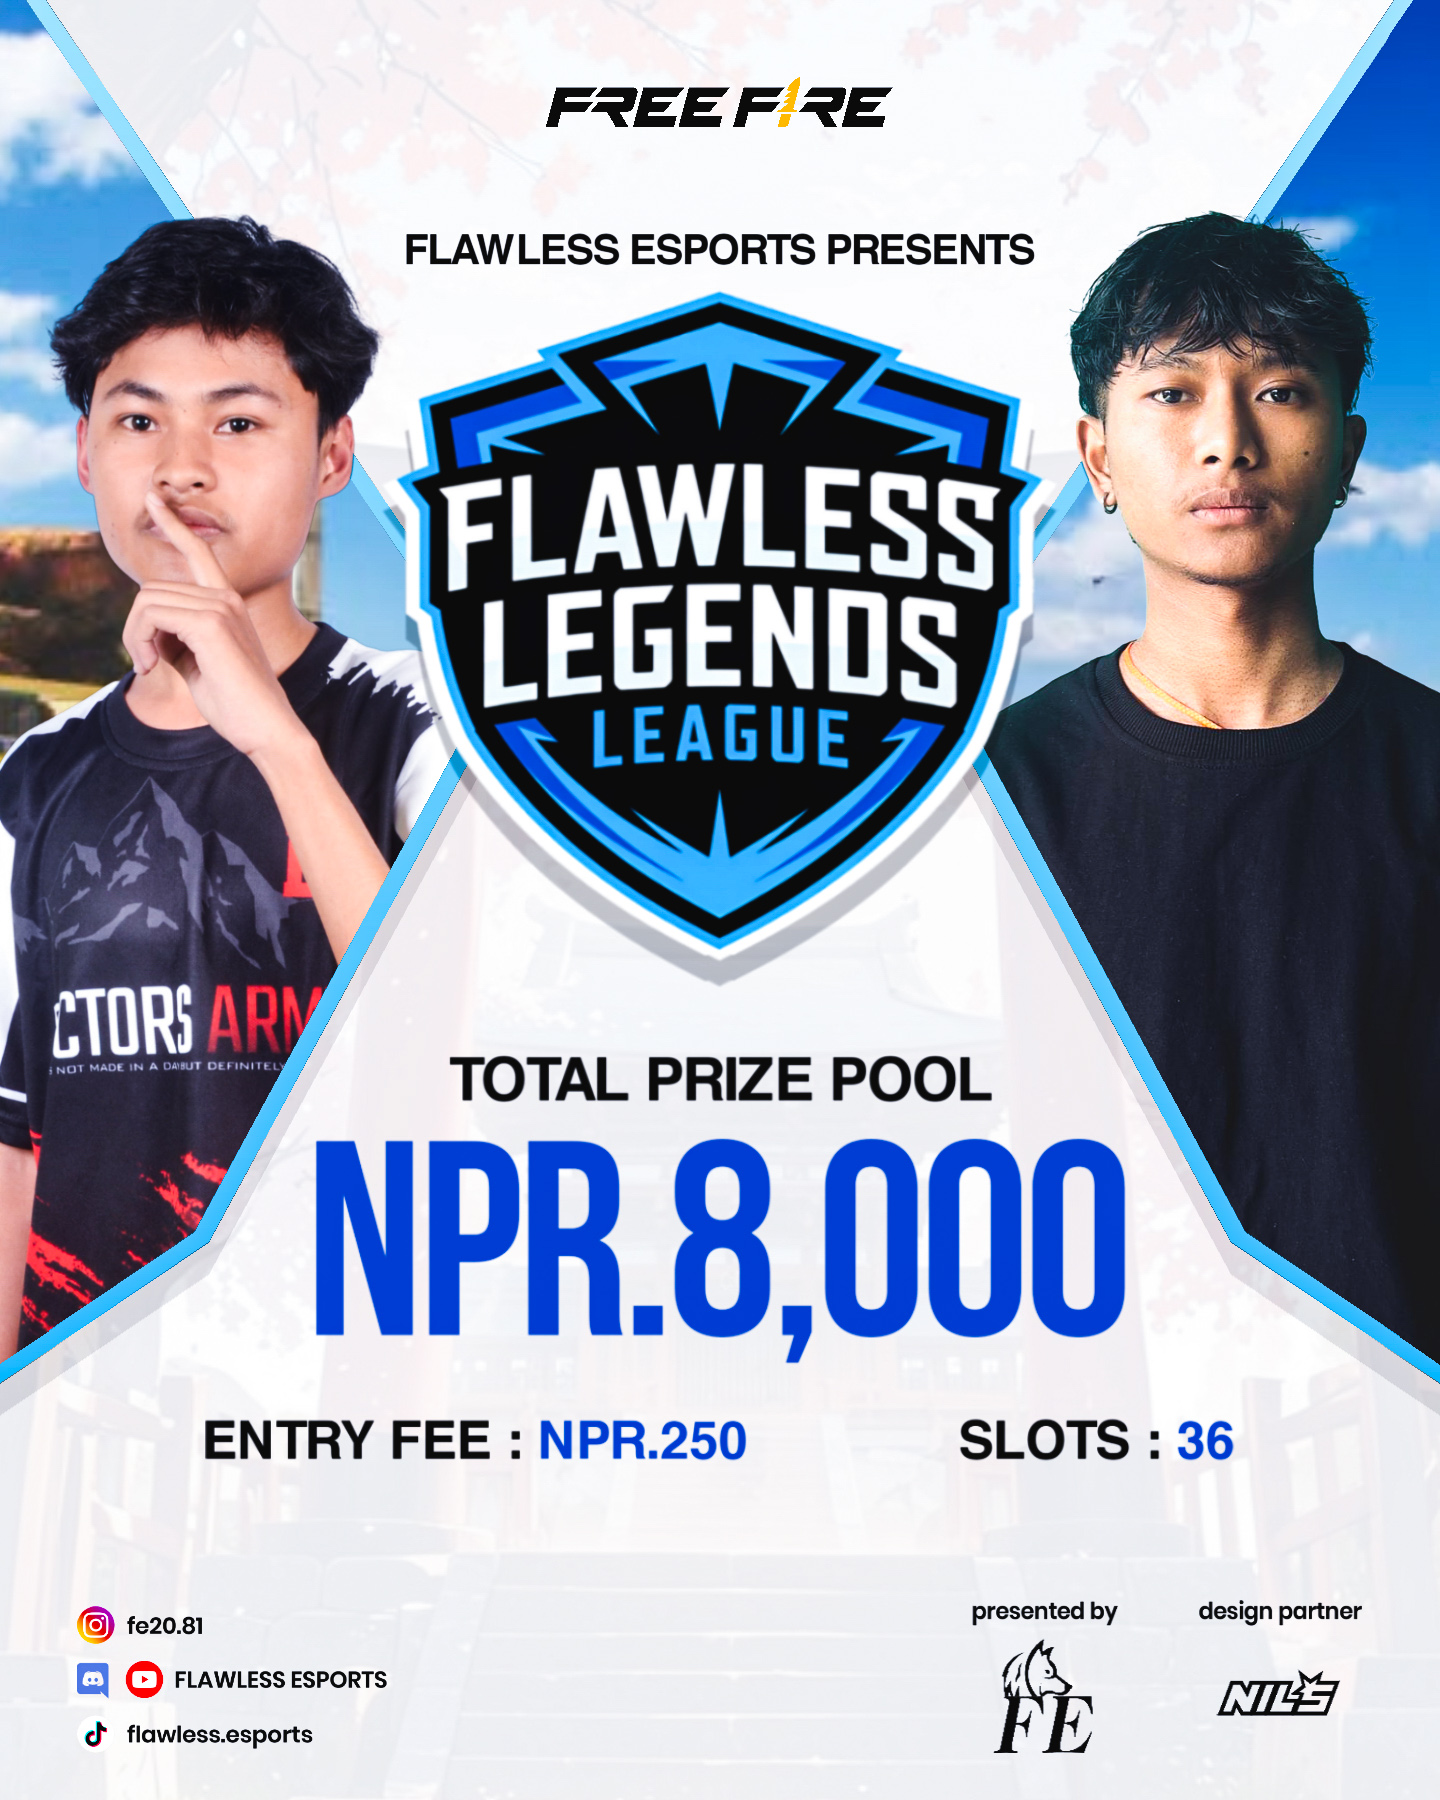 FREE FIRE
FLAWLESS ESPORTS PRESENTS
FLAWLESS
LEGENDS
LEAGUE
CTORS ARM
NOT MADE IN A DAY BUT DEFINITELY
TOTAL PRIZE POOL
NPR.8,000
ENTRY FEE : NPR.250
SLOTS : 36
fe20.81
FLAWLESS ESPORTS
flawless.esports
presented by
FE
design partner
NIL'S